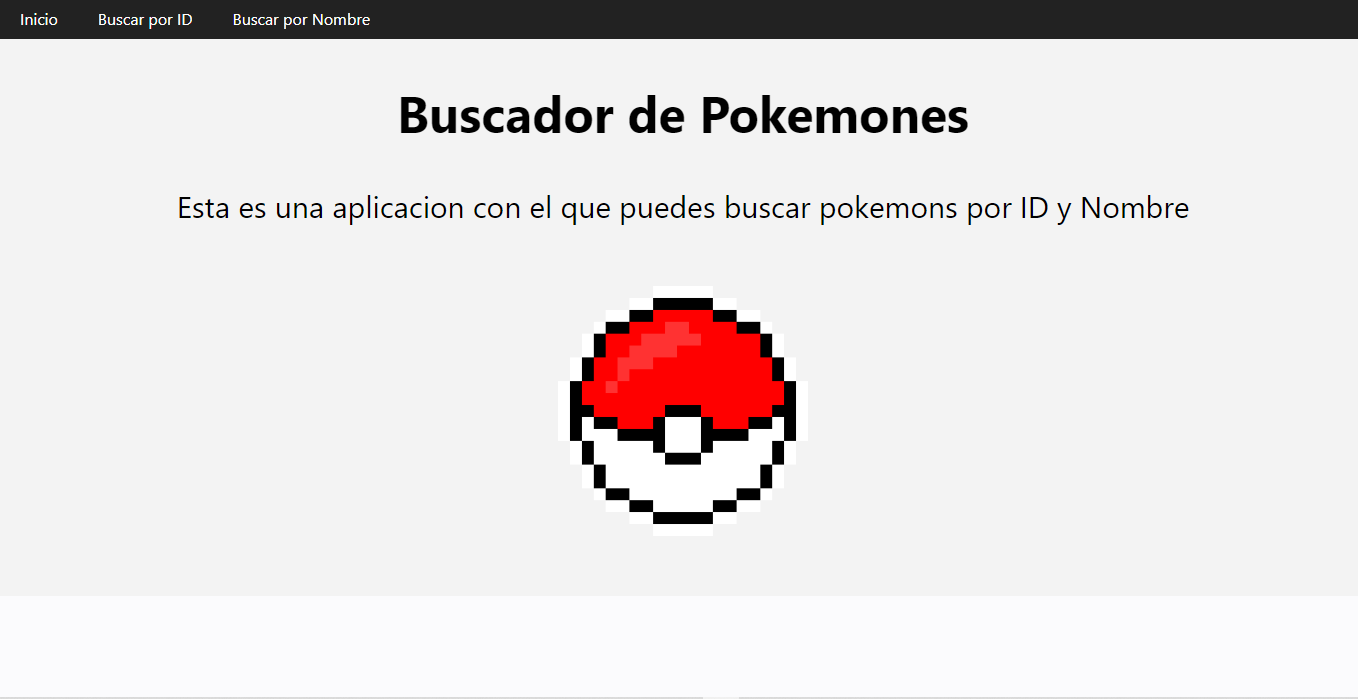 Inicio Buscar por ID Buscar por Nombre
Buscador de Pokemones
Esta es una aplicacion con el que puedes buscar pokemons por ID y Nombre